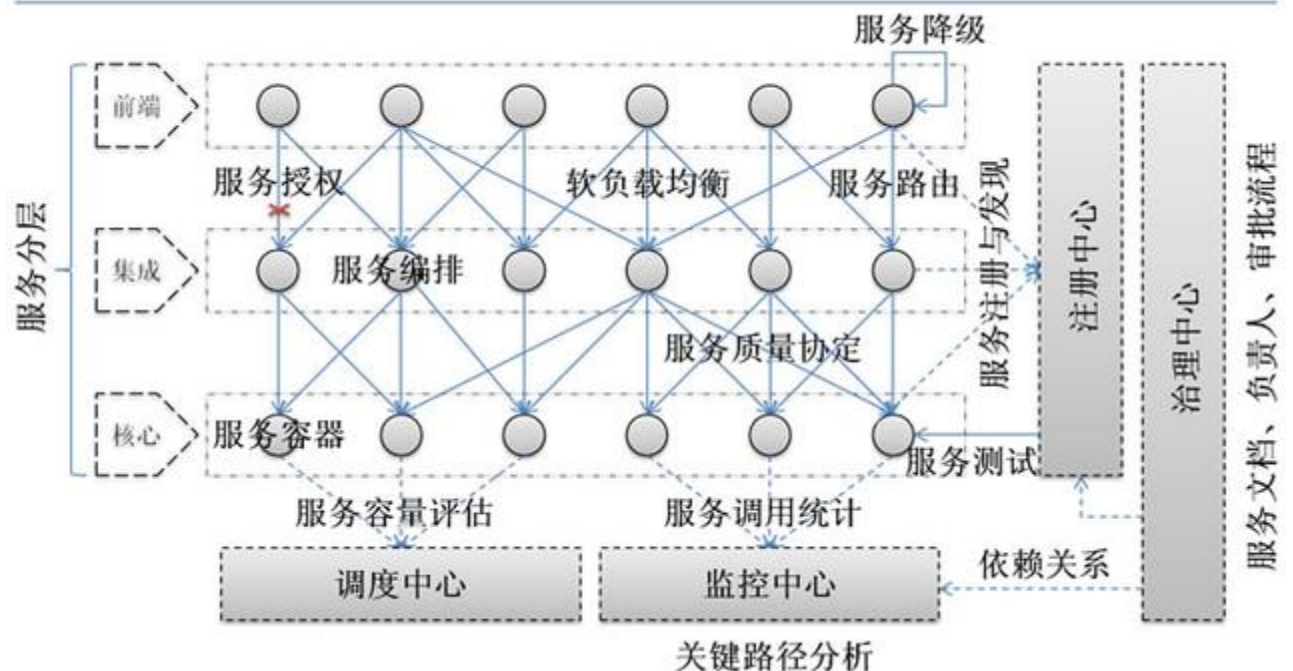 服务降级
前端
服务授权
软负载均衡
服务路由
服务分层
集成
服务编排
服务注册与发现
注册中心
治理中心
服务文档、负责人、审批流程
服务质量协定
核心
服务容器
服务测试
服务容量评估
服务调用统计
调度中心
监控中心
依赖关系
关键路径分析